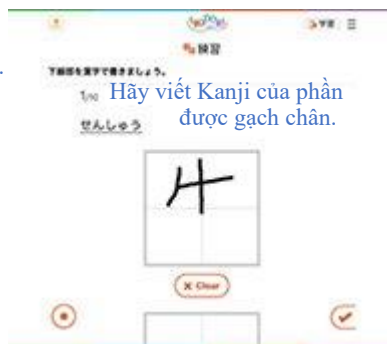 練習
下線部を漢字で書きましょう。
1/10
Hãy viết Kanji của phần
được gạch chân.
せんしゅう
× Clear